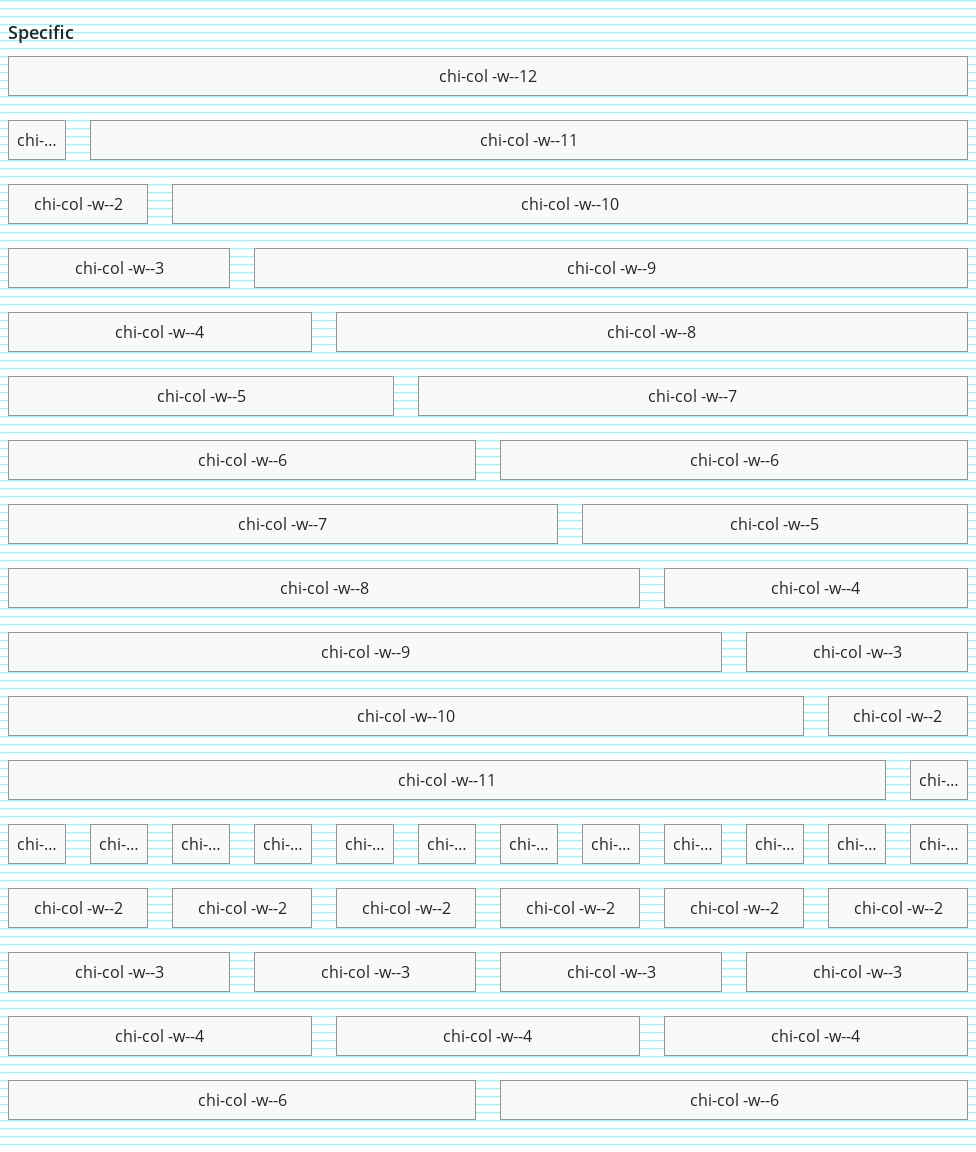 Specific
chi-col -w--12
chi-... chi-col -w--11
chi-col -w--2 chi-col -w--10
chi-col -w--3 chi-col -w--9
chi-col -w--4 chi-col -w--8
chi-col -w--5 chi-col -w--7
chi-col -w--6 chi-col -w--6
chi-col -w--7 chi-col -w--5
chi-col -w--8 chi-col -w--4
chi-col -w--9 chi-col -w--3
chi-col -w--10 chi-col -w--2
chi-col -w--11 chi-...
chi-... chi-... chi-... chi-... chi-... chi-... chi-... chi-... chi-... chi-... chi-... chi-...
chi-col -w--2 chi-col -w--2 chi-col -w--2 chi-col -w--2 chi-col -w--2 chi-col -w--2
chi-col -w--3 chi-col -w--3 chi-col -w--3 chi-col -w--3
chi-col -w--4 chi-col -w--4 chi-col -w--4
chi-col -w--6 chi-col -w--6